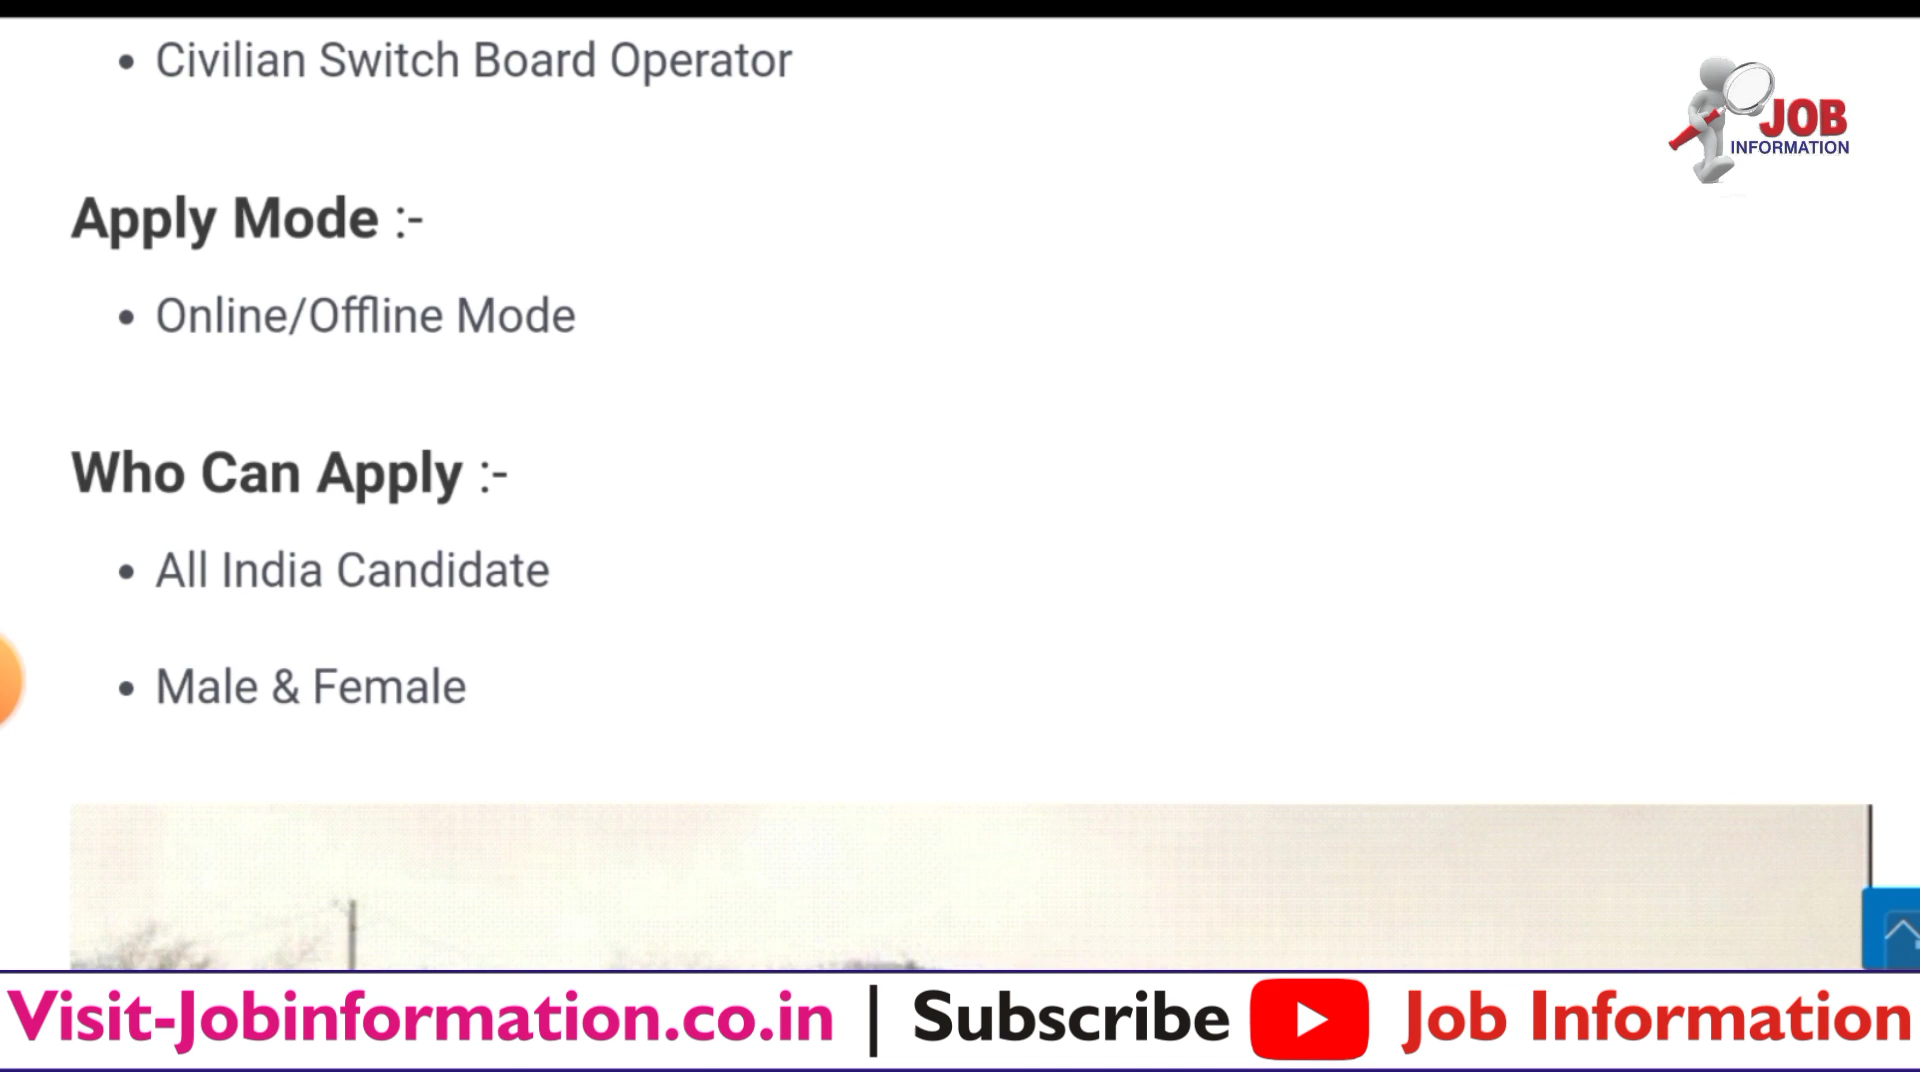 • Civilian Switch Board Operator
JOB
INFORMATION
Apply Mode :-
• Online/Offline Mode
Who Can Apply :-
• All India Candidate
• Male & Female
Visit-Jobinformation.co.in | Subscribe Job Information